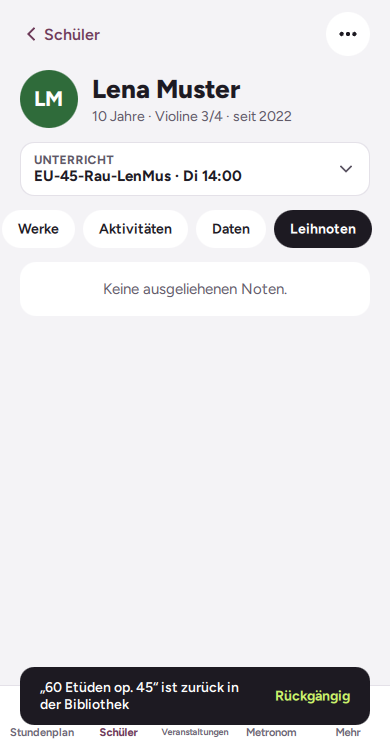 Schüler
LM
Lena Muster
10 Jahre · Violine 3/4 · seit 2022
UNTERRICHT
EU-45-Rau-LenMus · Di 14:00
Werke Aktivitäten Daten Leihnoten
Keine ausgeliehenen Noten.
„60 Etüden op. 45“ ist zurück in
der Bibliothek
Rückgängig
Stundenplan Schüler Veranstaltungen Metronom Mehr